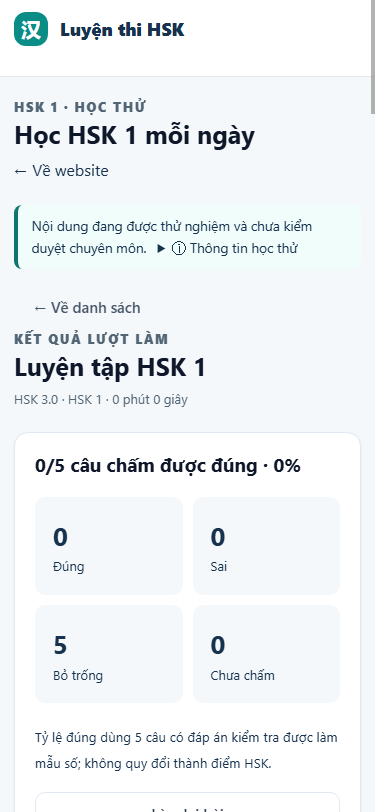 汉 Luyện thi HSK
HSK 1 · HỌC THỬ
Học HSK 1 mỗi ngày
← Về website
Nội dung đang được thử nghiệm và chưa kiểm
duyệt chuyên môn. ▶ ⓘ Thông tin học thử
← Về danh sách
KẾT QUẢ LƯỢT LÀM
Luyện tập HSK 1
HSK 3.0 · HSK 1 · 0 phút 0 giây
0/5 câu chấm được đúng · 0%
0
Đúng
0
Sai
5
Bỏ trống
0
Chưa chấm
Tỷ lệ đúng dùng 5 câu có đáp án kiểm tra được làm
mẫu số; không quy đổi thành điểm HSK.